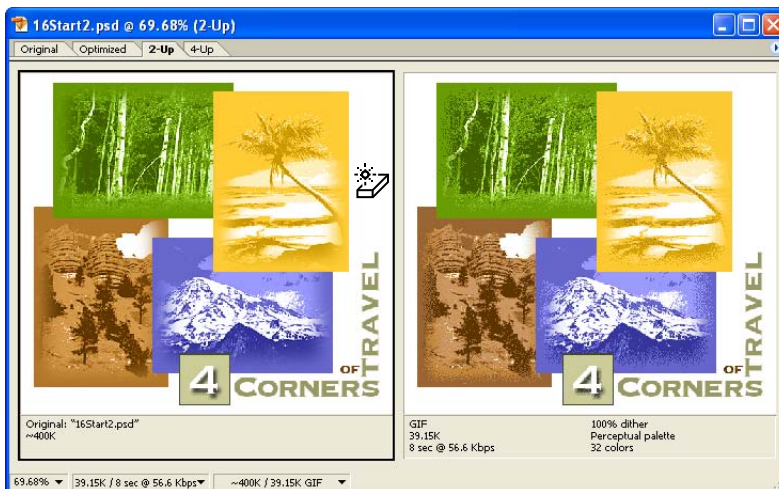 16Start2.psd @ 69.68% (2-Up)
Original Optimized 2-Up 4-Up
4 CORNERS
OF
TRAVEL
4 CORNERS
OF
TRAVEL
Original: "16Start2.psd"
~400K
GIF
39.15K
8 sec @ 56.6 Kbps
100% dither
Perceptual palette
32 colors
69.68% 39.15K / 8 sec @ 56.6 Kbps ~400K / 39.15K GIF